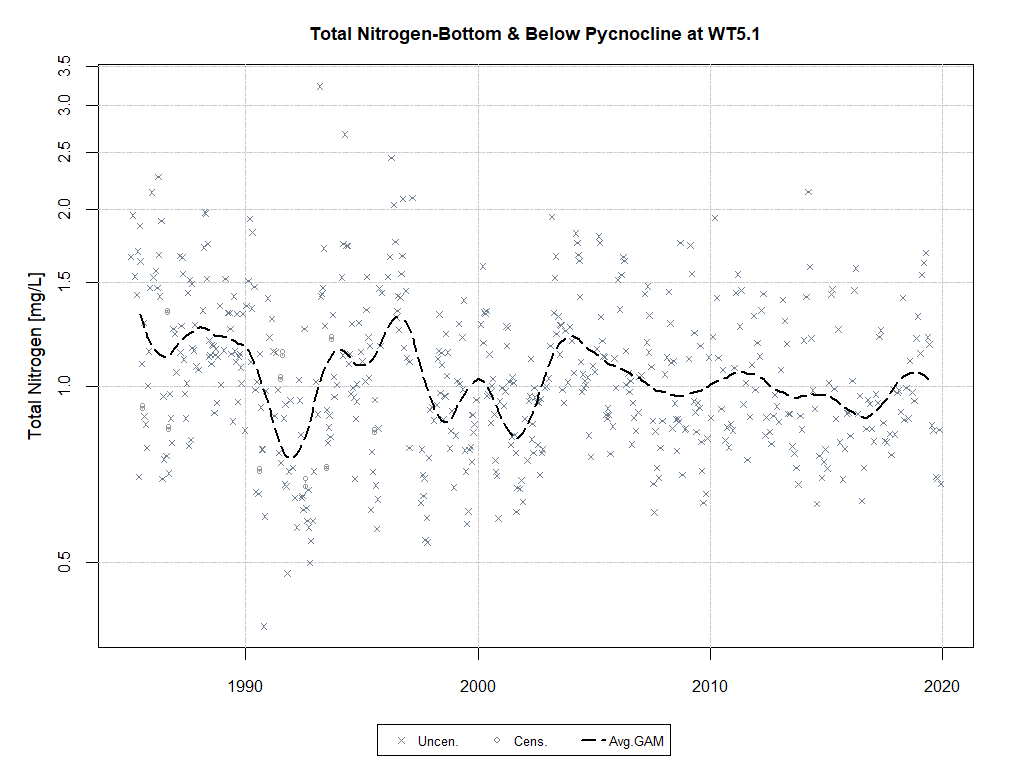 Total Nitrogen-Bottom & Below Pycnocline at WT5.1
Total Nitrogen [mg/L]
3.5
3.0
2.5
2.0
1.5
1.0
0.5
1990 2000 2010 2020
Uncen. Cens. Avg.GAM